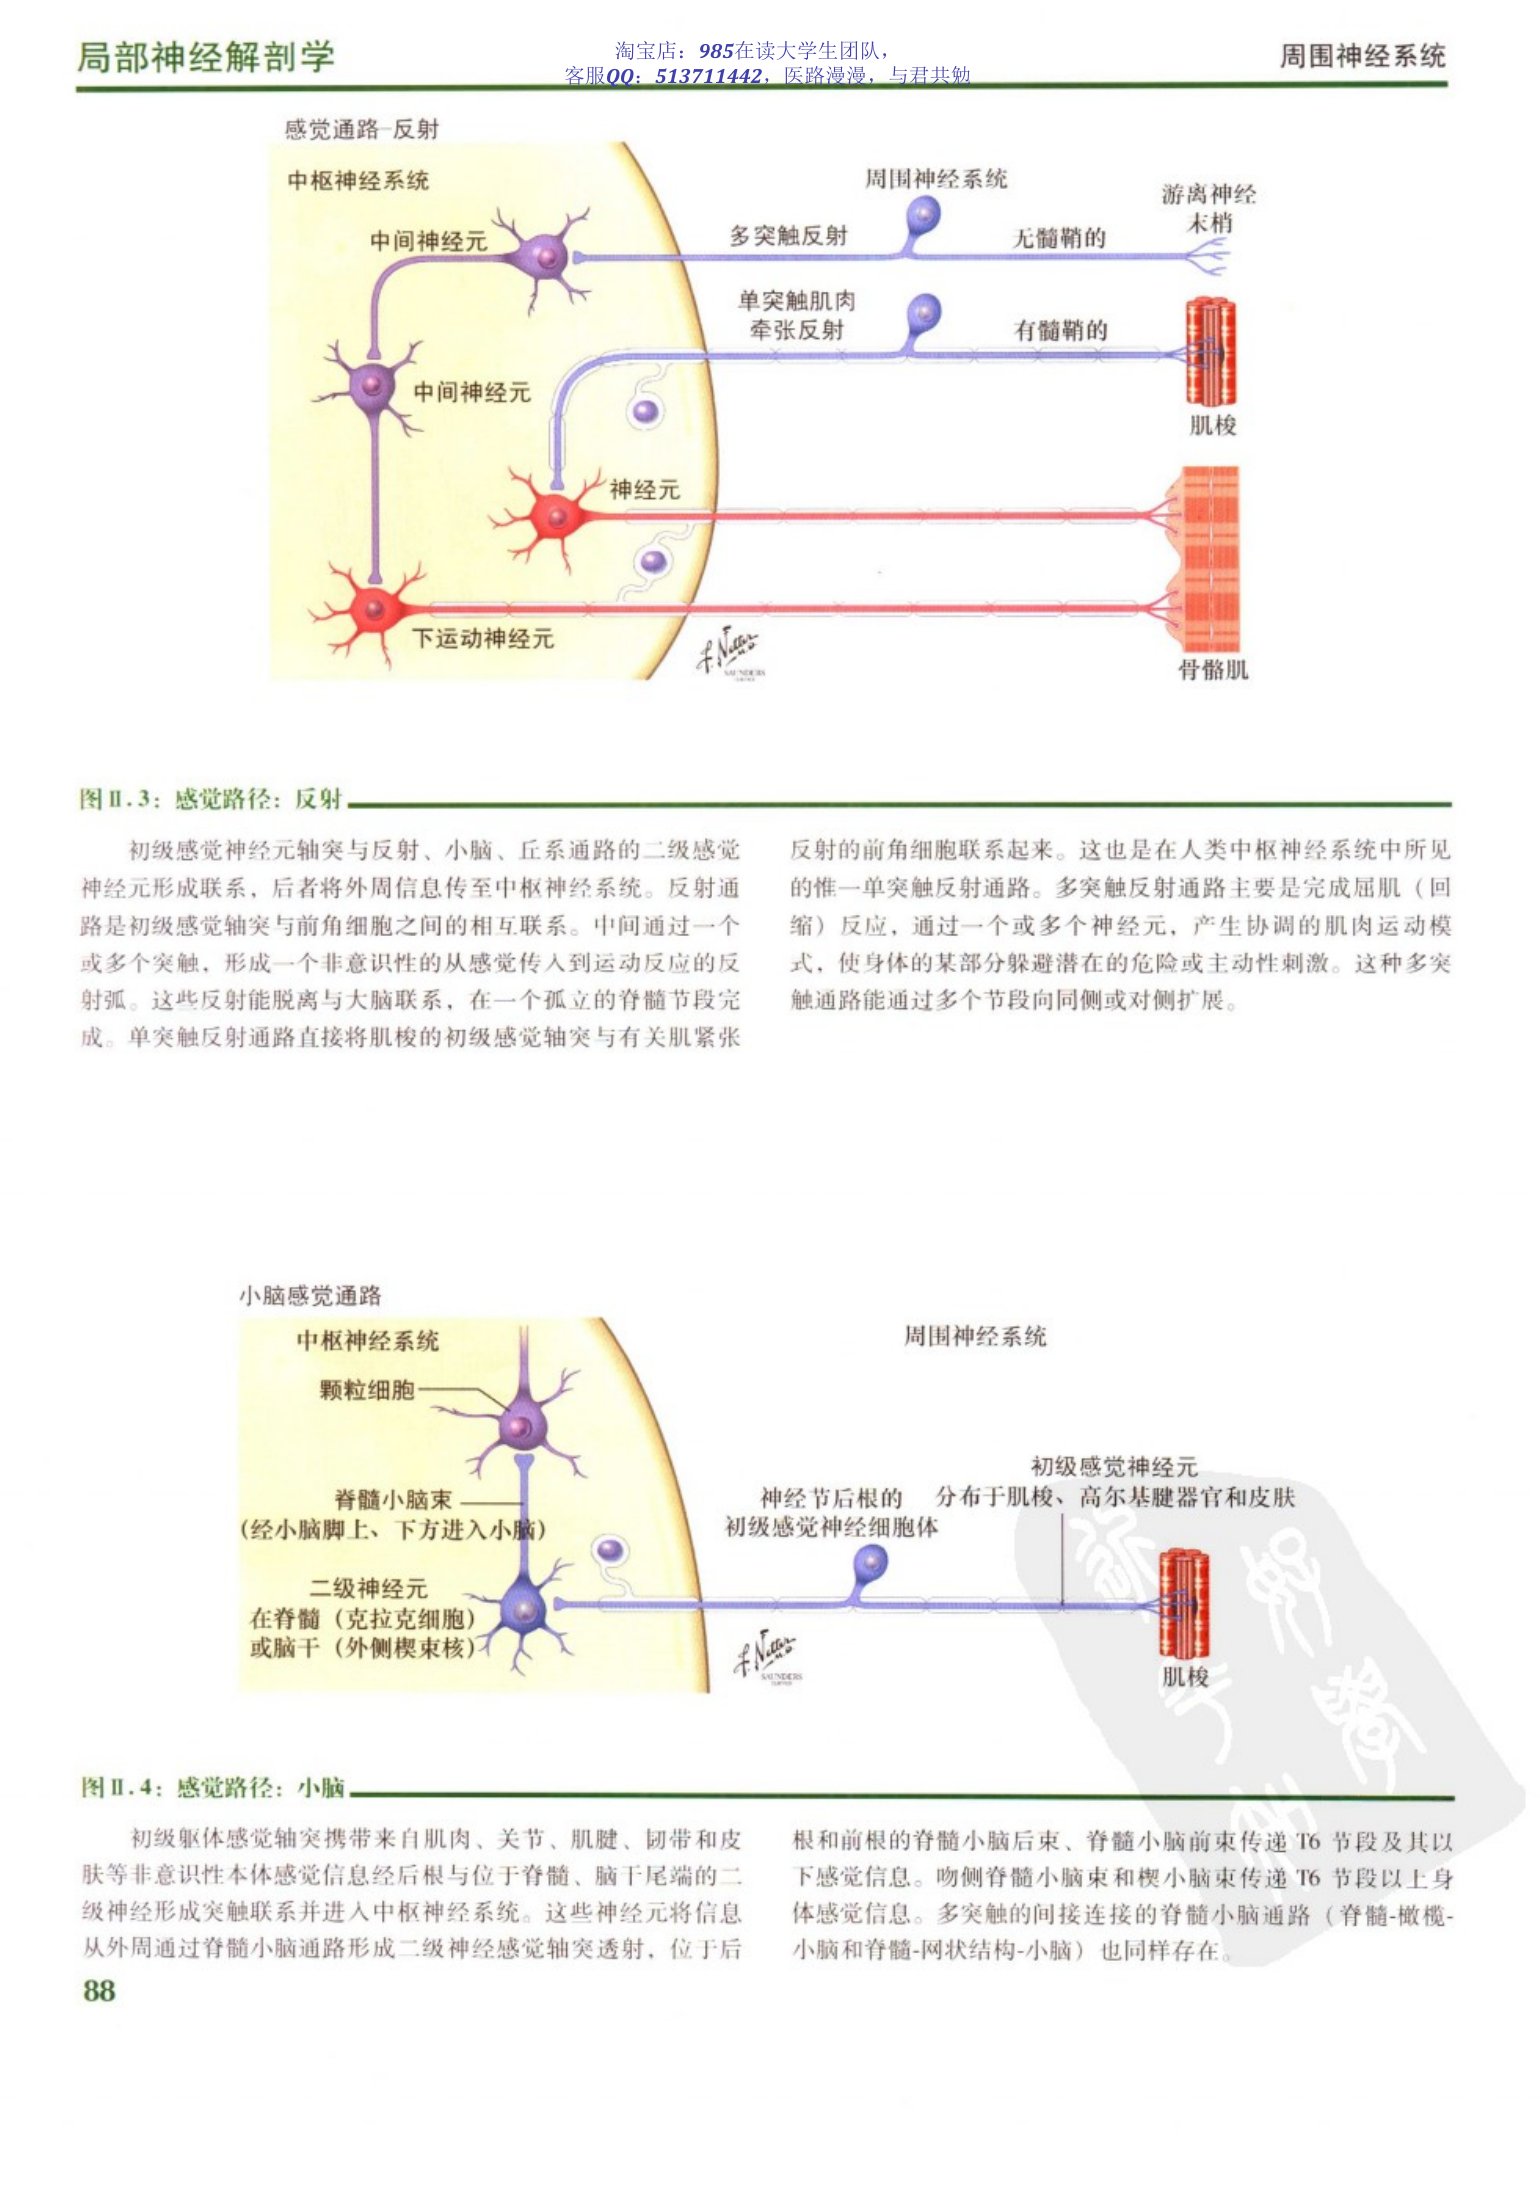 局部神经解剖学
淘宝店：985在读大学生团队，
客服QQ：513711442，医路漫漫，与君共勉
周围神经系统
感觉通路-反射
中枢神经系统
周围神经系统
游离神经
末梢
中间神经元
多突触反射
无髓鞘的
单突触肌肉
牵张反射
有髓鞘的
中间神经元
肌梭
神经元
下运动神经元
F. Netter
M.D.
SAUNDERS
骨骼肌
图Ⅱ.3：感觉路径：反射
初级感觉神经元轴突与反射、小脑、丘系通路的二级感觉
神经元形成联系，后者将外周信息传至中枢神经系统。反射通
路是初级感觉轴突与前角细胞之间的相互联系。中间通过一个
或多个突触，形成一个非意识性的从感觉传入到运动反应的反
射弧。这些反射能脱离与大脑联系，在一个孤立的脊髓节段完
成。单突触反射通路直接将肌梭的初级感觉轴突与有关肌紧张
反射的前角细胞联系起来。这也是在人类中枢神经系统中所见
的惟一单突触反射通路。多突触反射通路主要是完成屈肌（回
缩）反应，通过一个或多个神经元，产生协调的肌肉运动模
式，使身体的某部分躲避潜在的危险或主动性刺激。这种多突
触通路能通过多个节段向同侧或对侧扩展。
小脑感觉通路
中枢神经系统
周围神经系统
颗粒细胞
初级感觉神经元
分布于肌梭、高尔基腱器官和皮肤
脊髓小脑束
(经小脑脚上、下方进入小脑)
神经节后根的
初级感觉神经细胞体
二级神经元
在脊髓（克拉克细胞）
或脑干（外侧楔束核）
F. Netter
M.D.
SAUNDERS
肌梭
图Ⅱ.4：感觉路径：小脑
初级躯体感觉轴突携带来自肌肉、关节、肌腱、韧带和皮
肤等非意识性本体感觉信息经后根与位于脊髓、脑干尾端的二
级神经形成突触联系并进入中枢神经系统。这些神经元将信息
从外周通过脊髓小脑通路形成二级神经感觉轴突透射，位于后
根和前根的脊髓小脑后束、脊髓小脑前束传递 T6 节段及其以
下感觉信息。吻侧脊髓小脑束和楔小脑束传递 T6 节段以上身
体感觉信息。多突触的间接连接的脊髓小脑通路（脊髓-橄榄-
小脑和脊髓-网状结构-小脑）也同样存在。
88